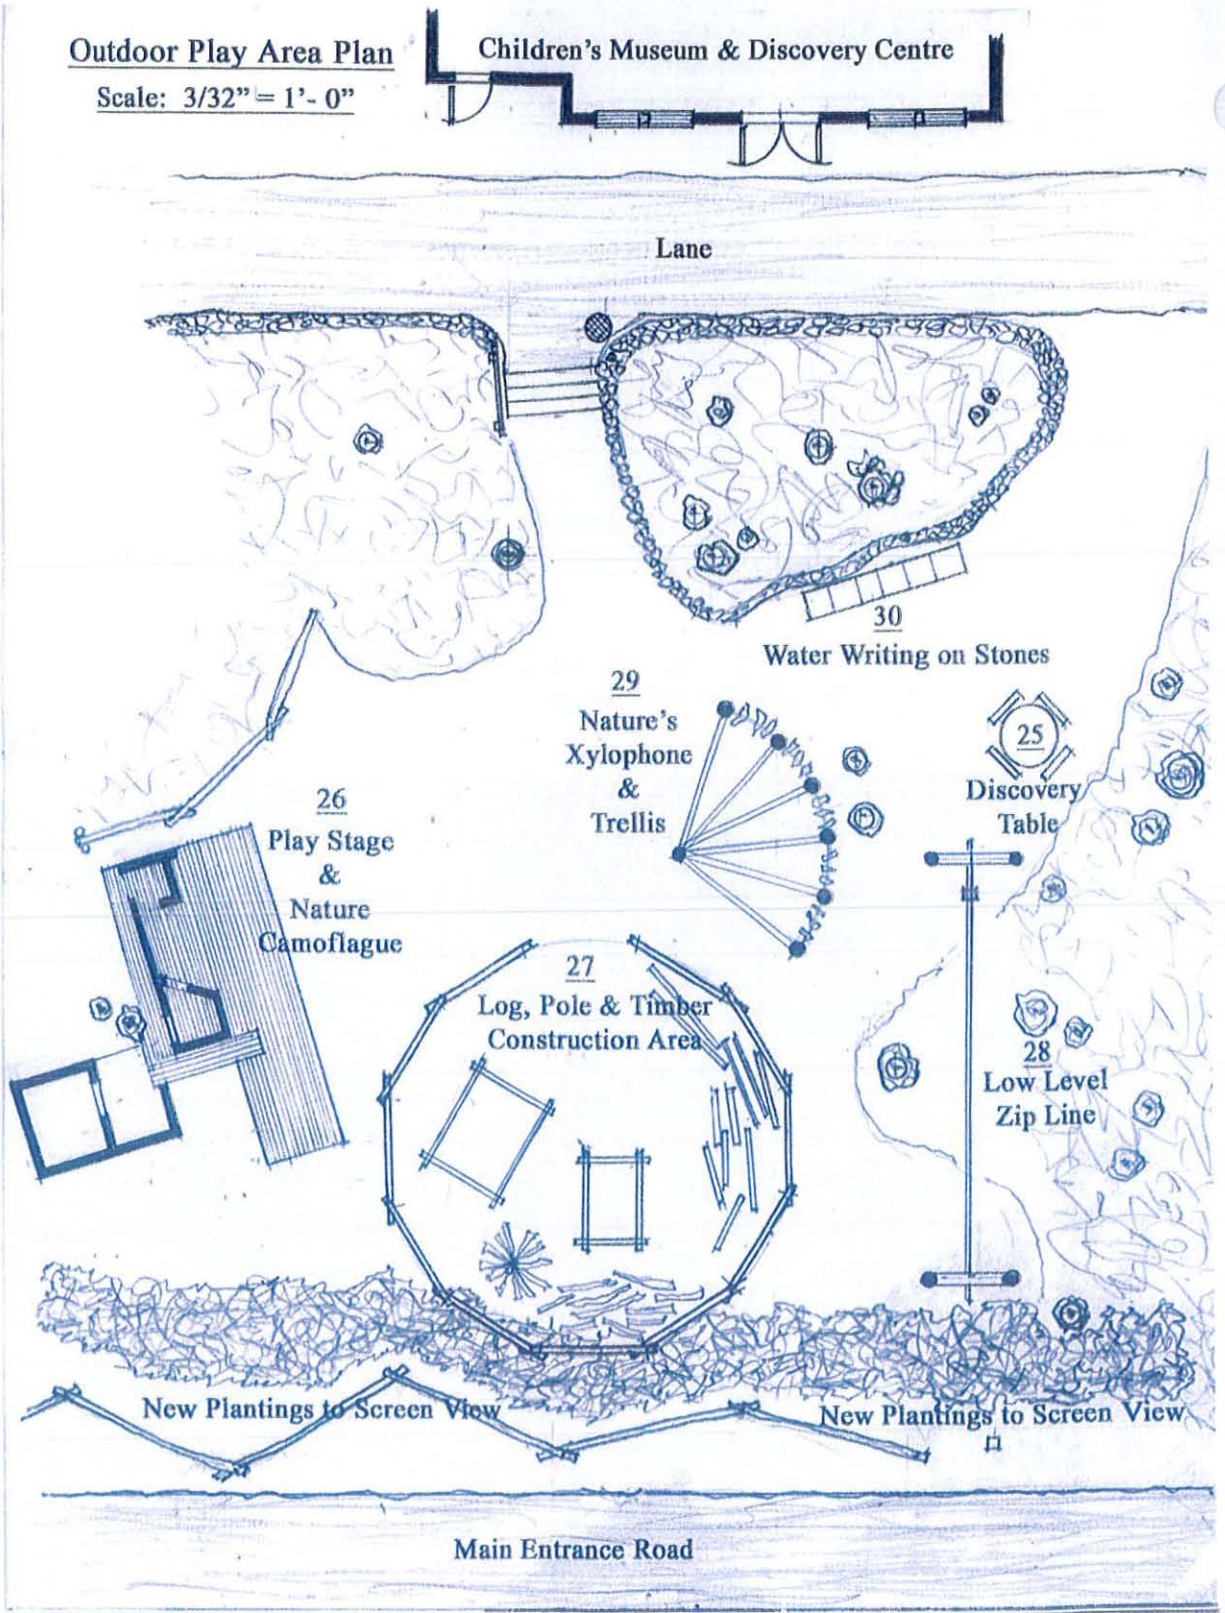 Outdoor Play Area Plan
Scale: 3/32” = 1’- 0”
Children’s Museum & Discovery Centre
Lane
30
Water Writing on Stones
29
Nature’s
Xylophone
&
Trellis
25
Discovery
Table
26
Play Stage
&
Nature
Camoflague
27
Log, Pole & Timber
Construction Area
28
Low Level
Zip Line
New Plantings to Screen View
New Plantings to Screen View
Main Entrance Road